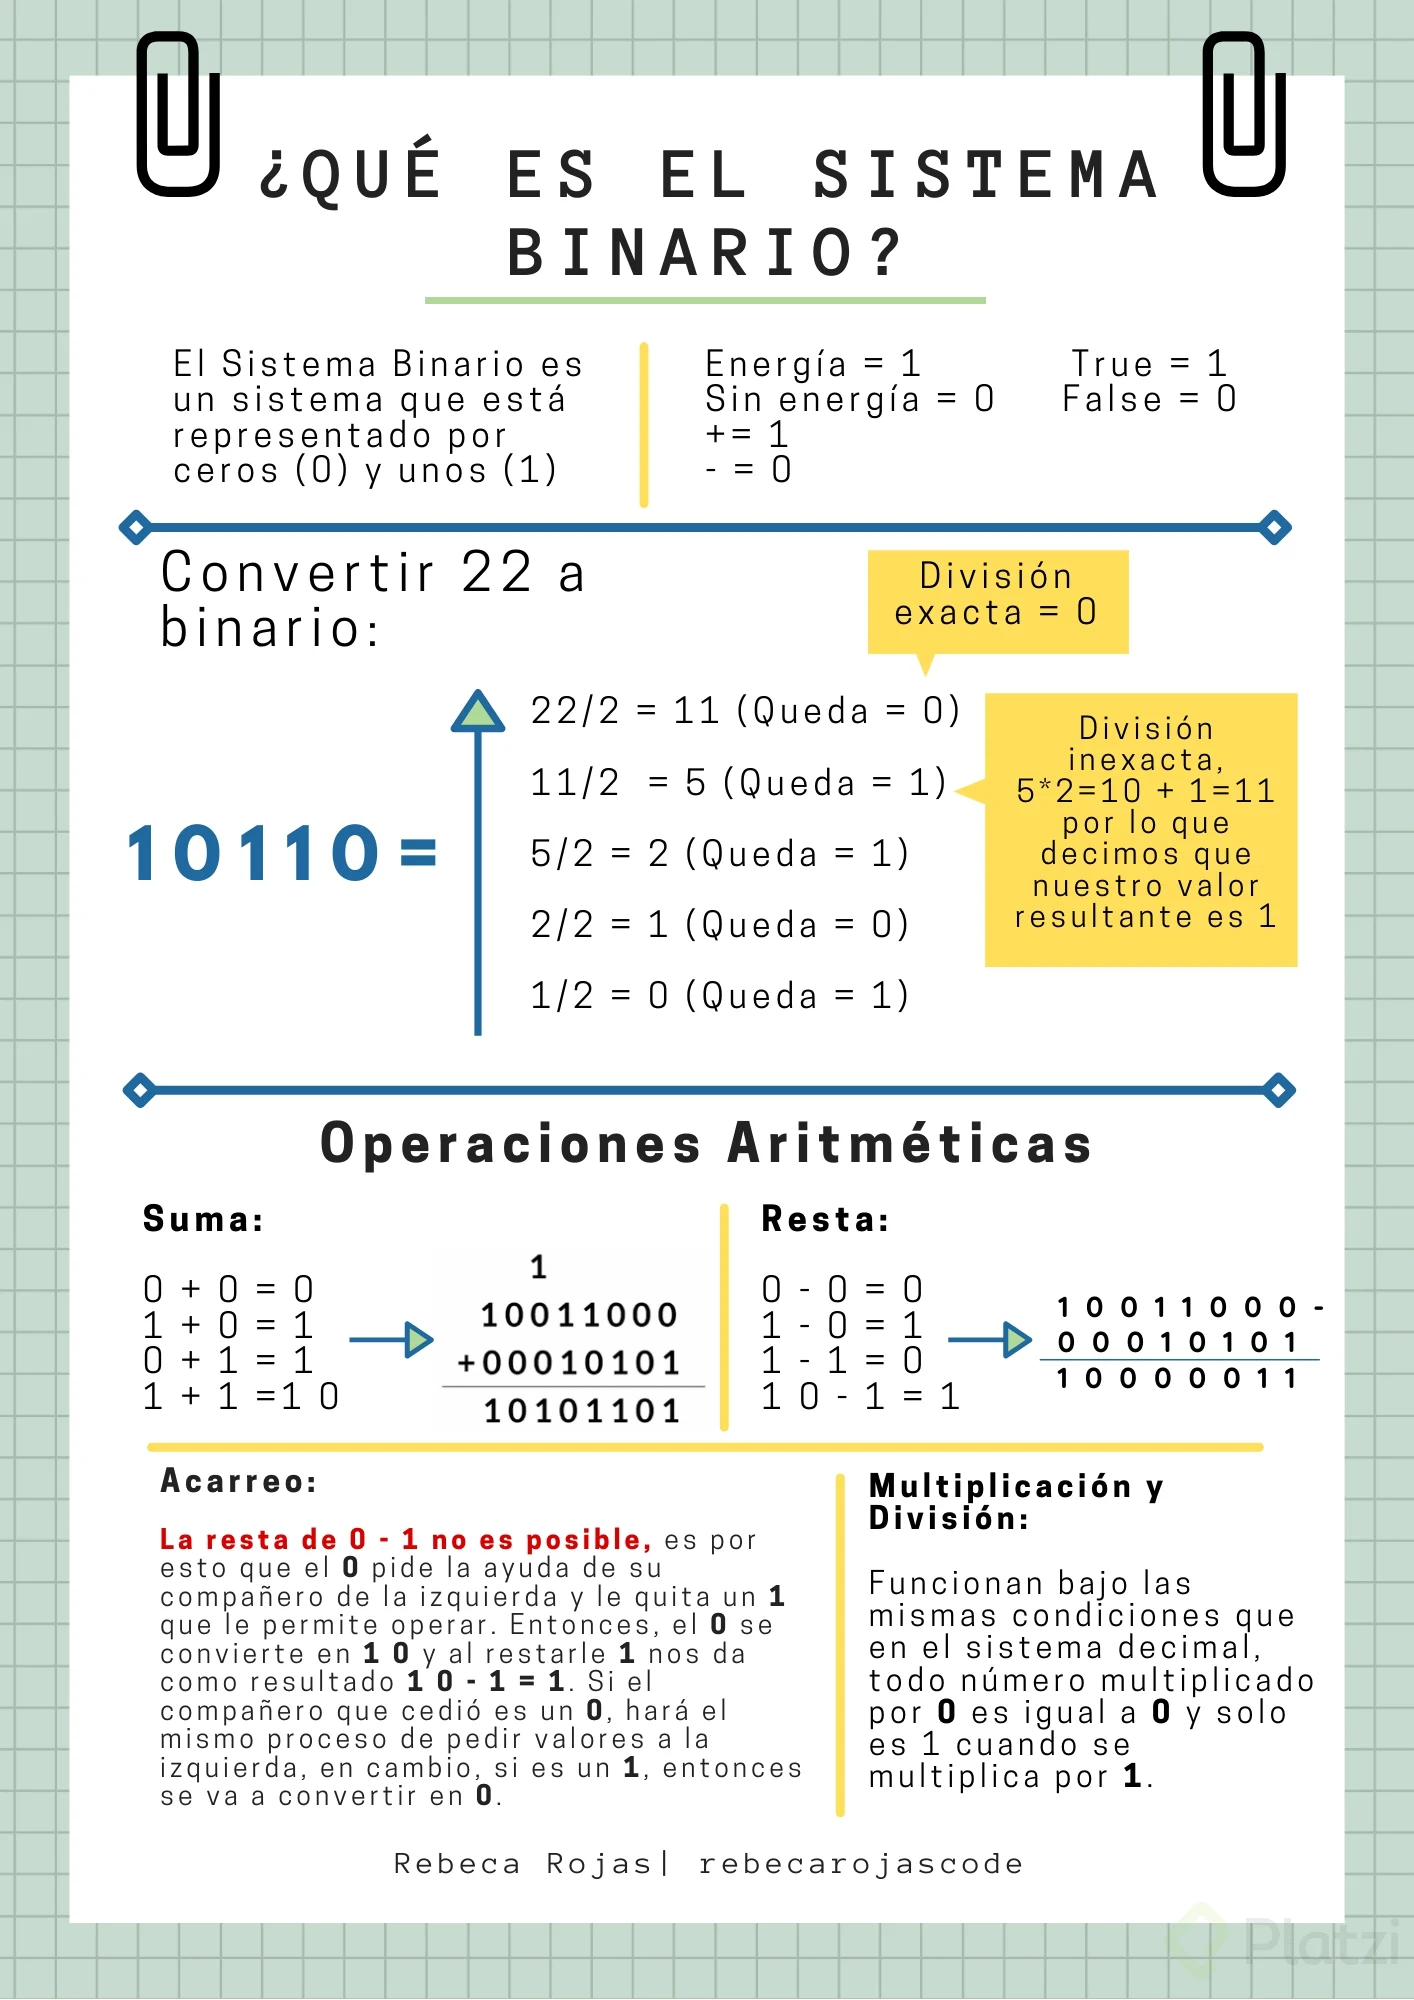 ¿QUÉ ES EL SISTEMA
BINARIO?
El Sistema Binario es
un sistema que está
representado por
ceros (0) y unos (1)
Energía = 1
Sin energía = 0
+= 1
- = 0
True = 1
False = 0
Convertir 22 a
binario:
División
exacta = 0
10110=
22/2 = 11 (Queda = 0)
11/2 = 5 (Queda = 1)
5/2 = 2 (Queda = 1)
2/2 = 1 (Queda = 0)
1/2 = 0 (Queda = 1)
División
inexacta,
5*2=10 + 1=11
por lo que
decimos que
nuestro valor
resultante es 1
Operaciones Aritméticas
Suma:
0 + 0 = 0
1 + 0 = 1
0 + 1 = 1
1 + 1 =1 0
1
10011000
+00010101
10101101
Resta:
0 - 0 = 0
1 - 0 = 1
1 - 1 = 0
1 0 - 1 = 1
1 0 0 1 1 0 0 0 -
0 0 0 1 0 1 0 1
1 0 0 0 0 0 1 1
Acarreo:
La resta de 0 - 1 no es posible, es por
esto que el 0 pide la ayuda de su
compañero de la izquierda y le quita un 1
que le permite operar. Entonces, el 0 se
convierte en 1 0 y al restarle 1 nos da
como resultado 1 0 - 1 = 1. Si el
compañero que cedió es un 0, hará el
mismo proceso de pedir valores a la
izquierda, en cambio, si es un 1, entonces
se va a convertir en 0.
Multiplicación y
División:
Funcionan bajo las
mismas condiciones que
en el sistema decimal,
todo número multiplicado
por 0 es igual a 0 y solo
es 1 cuando se
multiplica por 1.
Rebeca Rojas| rebecarojascode
Platzi